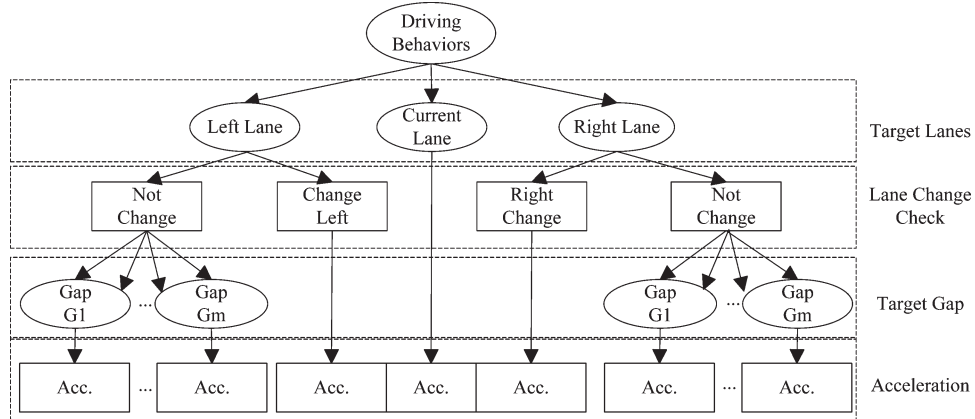 Driving
Behaviors
Left Lane
Current
Lane
Right Lane
Target Lanes
Not
Change
Change
Left
Right
Change
Not
Change
Lane Change
Check
Gap
G1
...
Gap
Gm
Gap
G1
...
Gap
Gm
Target Gap
Acc.
...
Acc.
Acc.
Acc.
Acc.
Acc.
...
Acc.
Acceleration